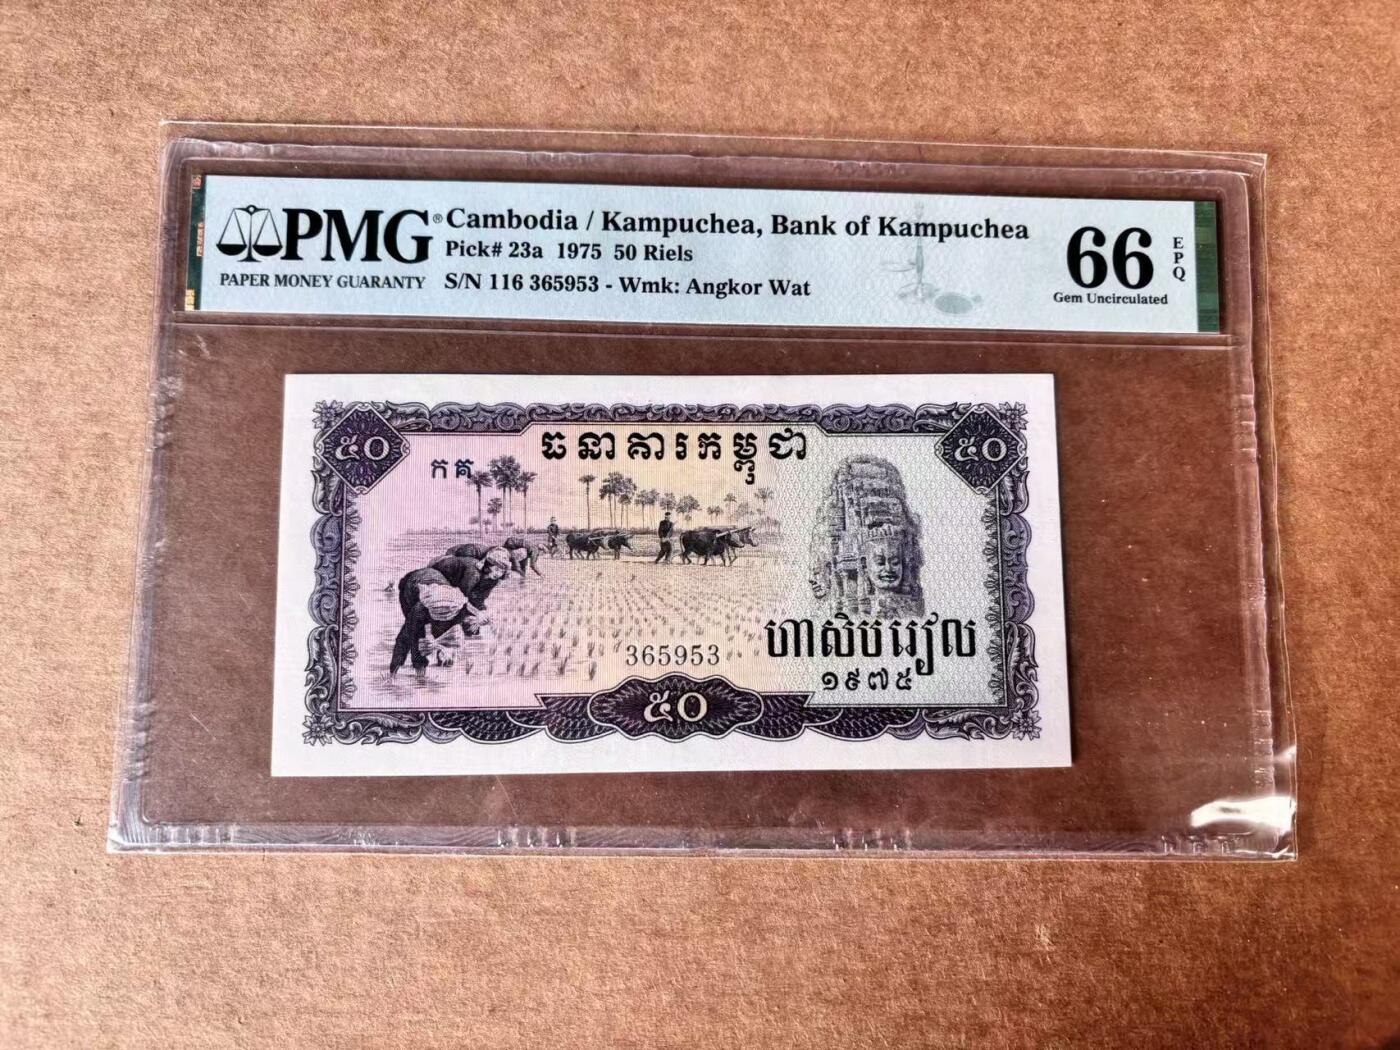 PMG®
PAPER MONEY GUARANTY
Cambodia / Kampuchea, Bank of Kampuchea
Pick# 23a 1975 50 Riels
S/N 116 365953 - Wmk: Angkor Wat
66
Gem Uncirculated
EPQ
៥០
ធនាគារកម្ពុជា
៥០
កគ
365953
ហាសិបរៀល
១៩៧៥
៥០